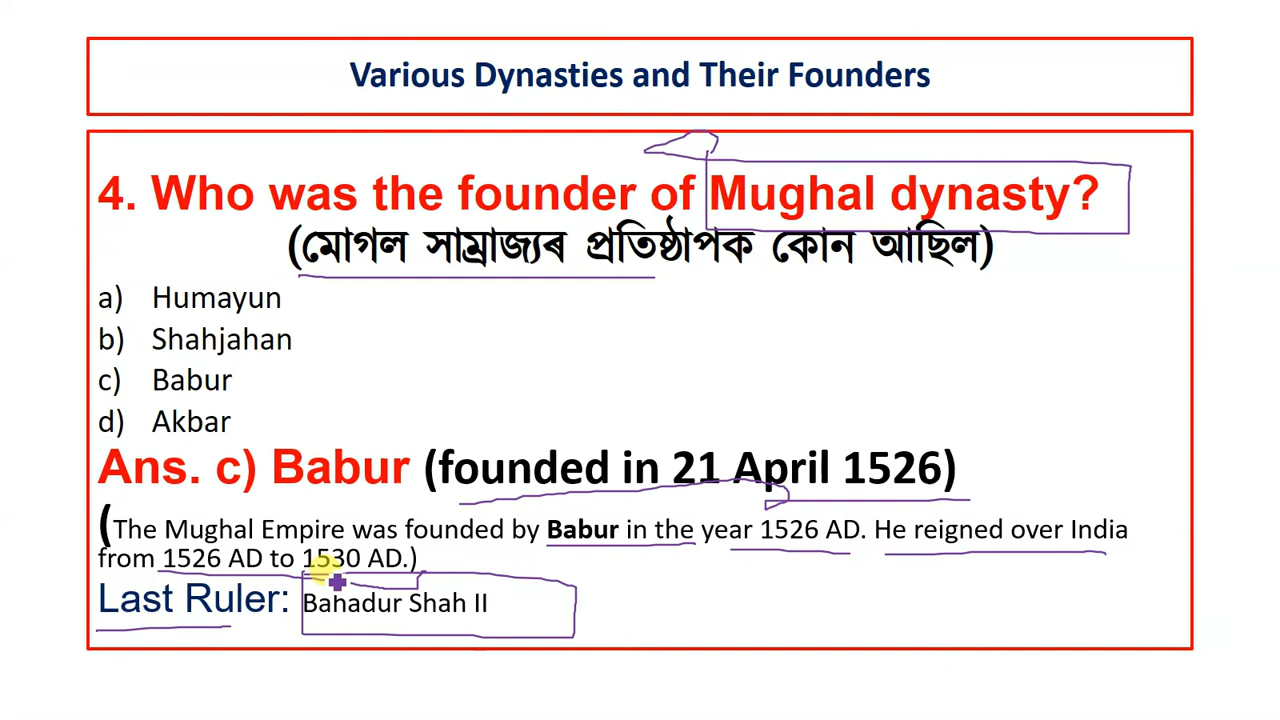 Various Dynasties and Their Founders
4. Who was the founder of Mughal dynasty?
(মোগল সাম্ৰাজ্যৰ প্ৰতিষ্ঠাপক কোন আছিল)
a) Humayun
b) Shahjahan
c) Babur
d) Akbar
Ans. c) Babur (founded in 21 April 1526)
(The Mughal Empire was founded by Babur in the year 1526 AD. He reigned over India
from 1526 AD to 1530 AD.)
Last Ruler: Bahadur Shah II